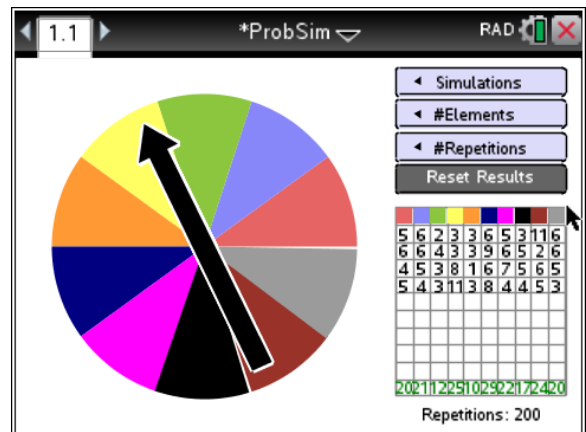 1.1
*ProbSim
RAD
Simulations
#Elements
#Repetitions
Reset Results
5 6 2 3 3 6 5 3 11 6
6 6 4 3 3 9 6 5 2 6
4 5 3 8 1 6 7 5 6 5
5 4 3 11 3 8 4 4 5 3
20 21 12 25 10 29 22 17 24 20
Repetitions: 200